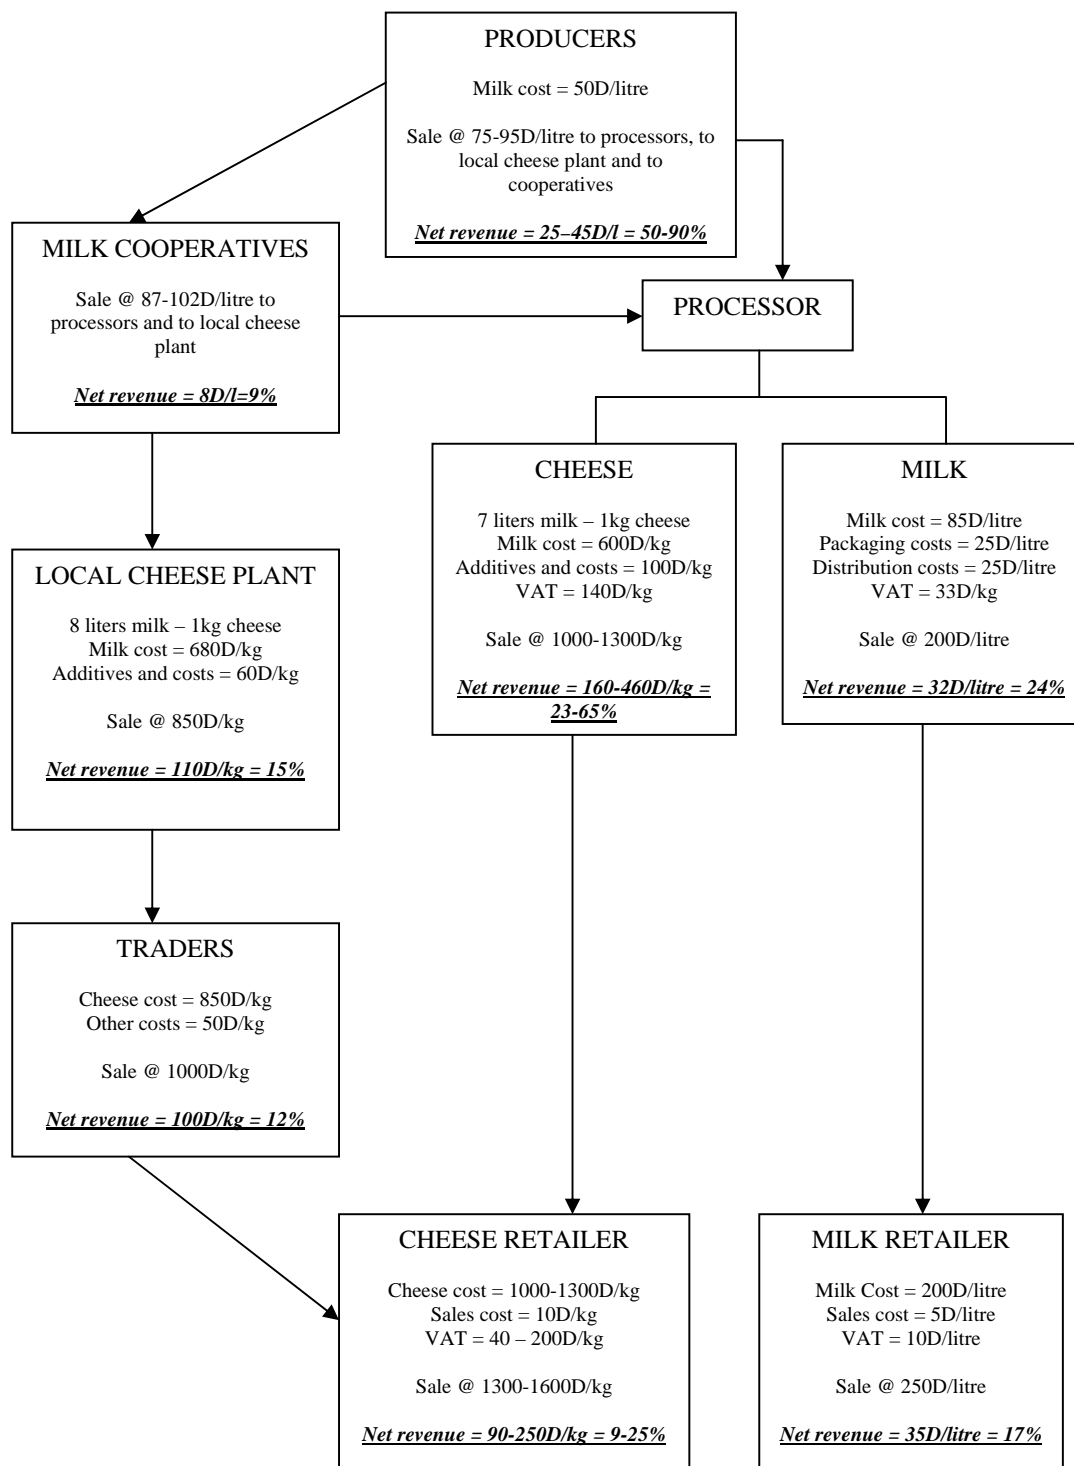 PRODUCERS
Milk cost = 50D/litre
Sale @ 75-95D/litre to processors, to
local cheese plant and to
cooperatives
Net revenue = 25–45D/l = 50-90%
MILK COOPERATIVES
Sale @ 87-102D/litre to
processors and to local cheese
plant
Net revenue = 8D/l=9%
PROCESSOR
CHEESE
7 liters milk – 1kg cheese
Milk cost = 600D/kg
Additives and costs = 100D/kg
VAT = 140D/kg
Sale @ 1000-1300D/kg
Net revenue = 160-460D/kg =
23-65%
MILK
Milk cost = 85D/litre
Packaging costs = 25D/litre
Distribution costs = 25D/litre
VAT = 33D/kg
Sale @ 200D/litre
Net revenue = 32D/litre = 24%
LOCAL CHEESE PLANT
8 liters milk – 1kg cheese
Milk cost = 680D/kg
Additives and costs = 60D/kg
Sale @ 850D/kg
Net revenue = 110D/kg = 15%
TRADERS
Cheese cost = 850D/kg
Other costs = 50D/kg
Sale @ 1000D/kg
Net revenue = 100D/kg = 12%
CHEESE RETAILER
Cheese cost = 1000-1300D/kg
Sales cost = 10D/kg
VAT = 40 – 200D/kg
Sale @ 1300-1600D/kg
Net revenue = 90-250D/kg = 9-25%
MILK RETAILER
Milk Cost = 200D/litre
Sales cost = 5D/litre
VAT = 10D/litre
Sale @ 250D/litre
Net revenue = 35D/litre = 17%